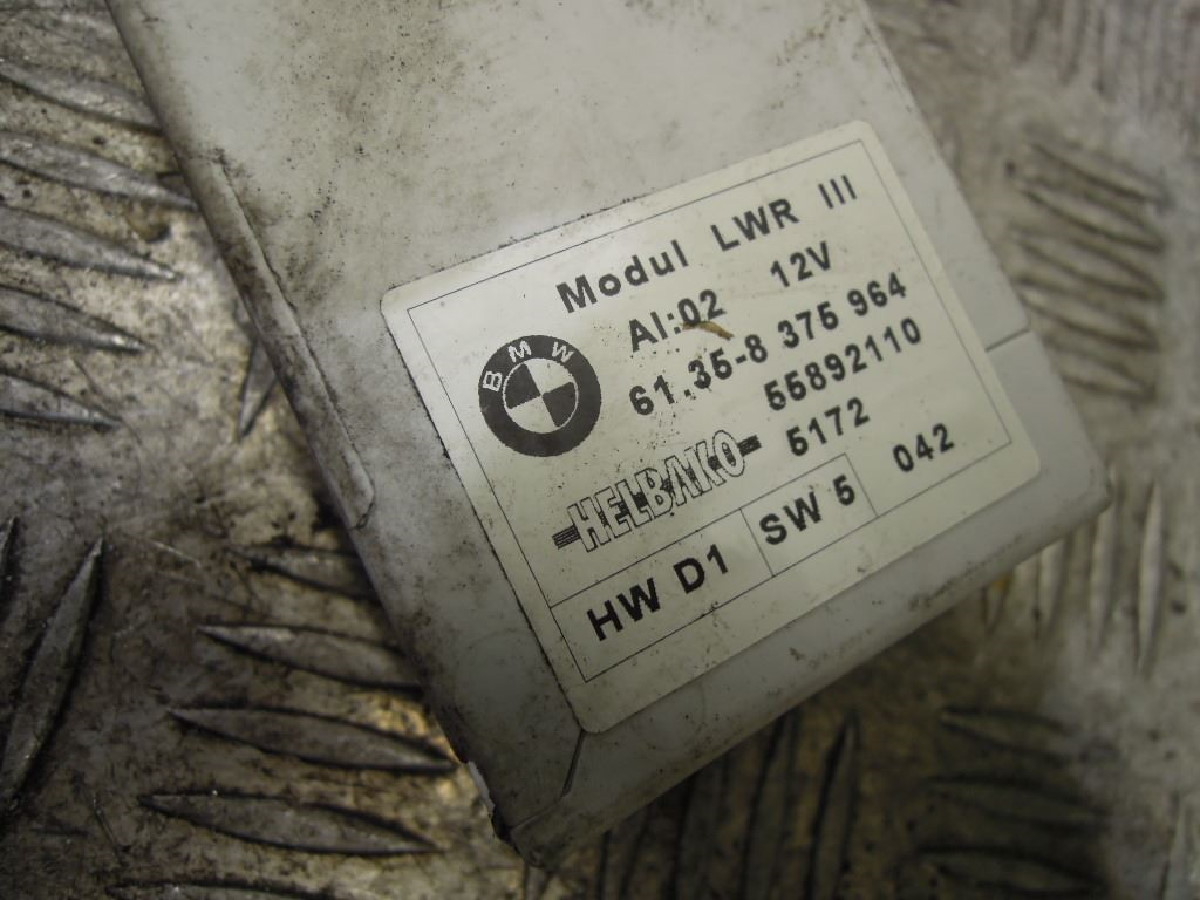 Modul LWR III
AI:02 12V
BMW
61.35-8 375 964
55892110
HELBAKO 5172
HW D1 SW 5 042